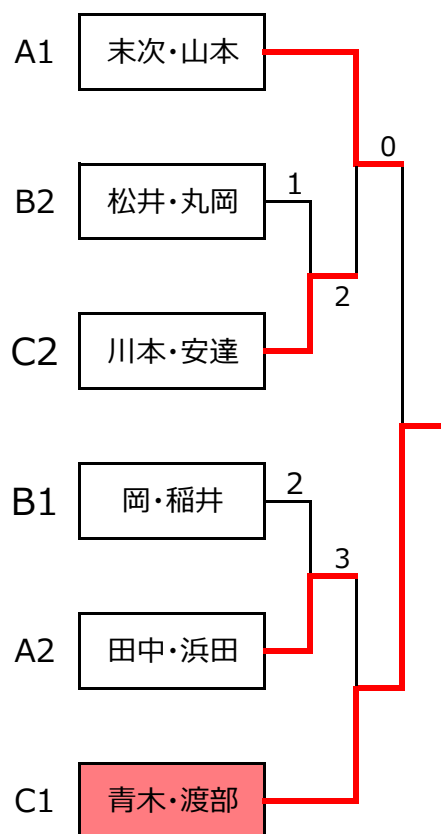 A1 末次・山本
0
B2 松井・丸岡 1
2
C2 川本・安達
B1 岡・稲井 2
3
A2 田中・浜田
C1 青木・渡部